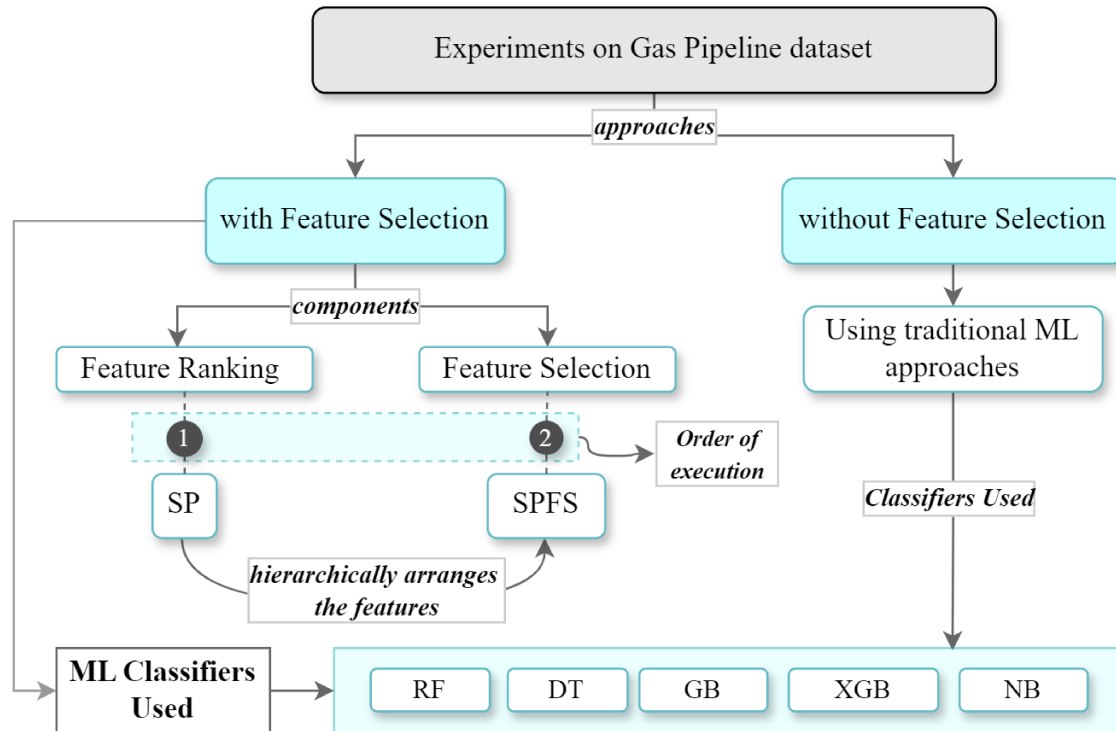 Experiments on Gas Pipeline dataset
approaches
with Feature Selection
without Feature Selection
components
Using traditional ML
approaches
Feature Ranking
Feature Selection
1
2
Order of
execution
SP
SPFS
Classifiers Used
hierarchically arranges
the features
ML Classifiers
Used
RF
DT
GB
XGB
NB